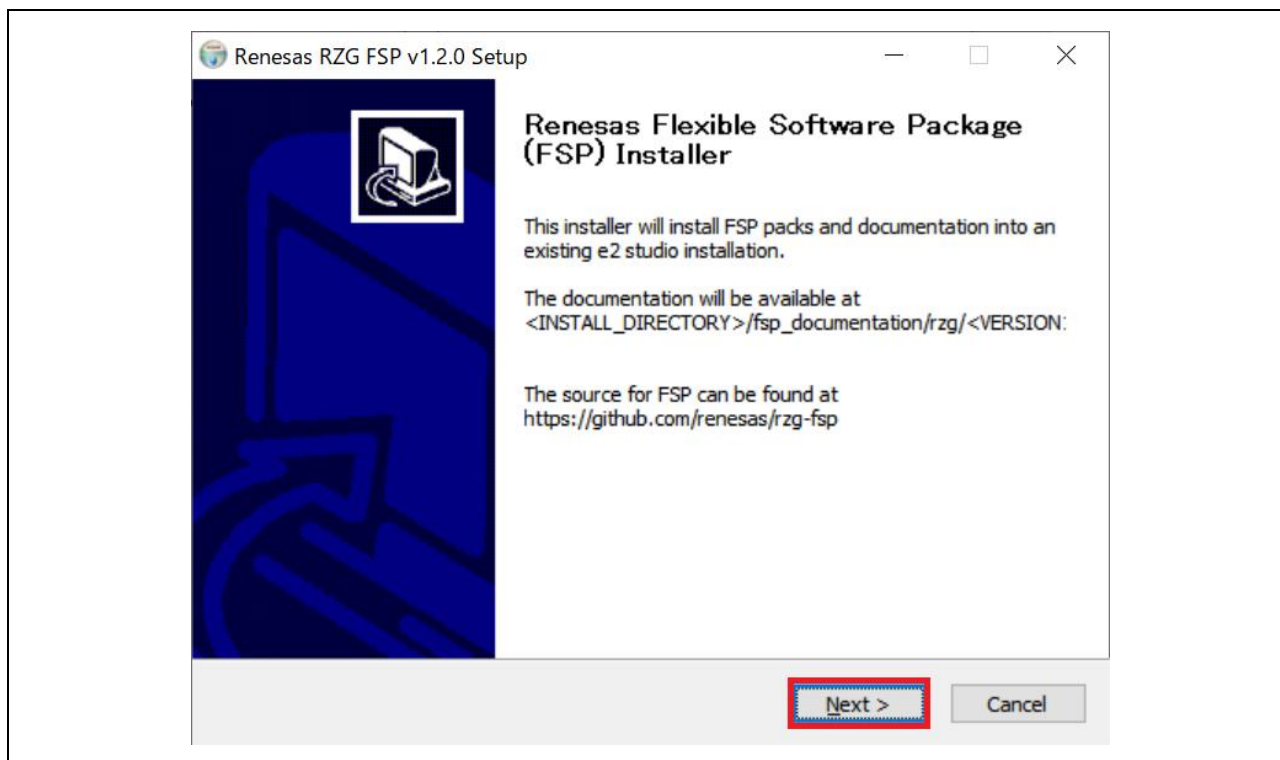 Renesas RZG FSP v1.2.0 Setup
Renesas Flexible Software Package
(FSP) Installer
This installer will install FSP packs and documentation into an
existing e2 studio installation.
The documentation will be available at
<INSTALL_DIRECTORY>/fsp_documentation/rzg/<VERSION
The source for FSP can be found at
https://github.com/renesas/rzg-fsp
Next >
Cancel